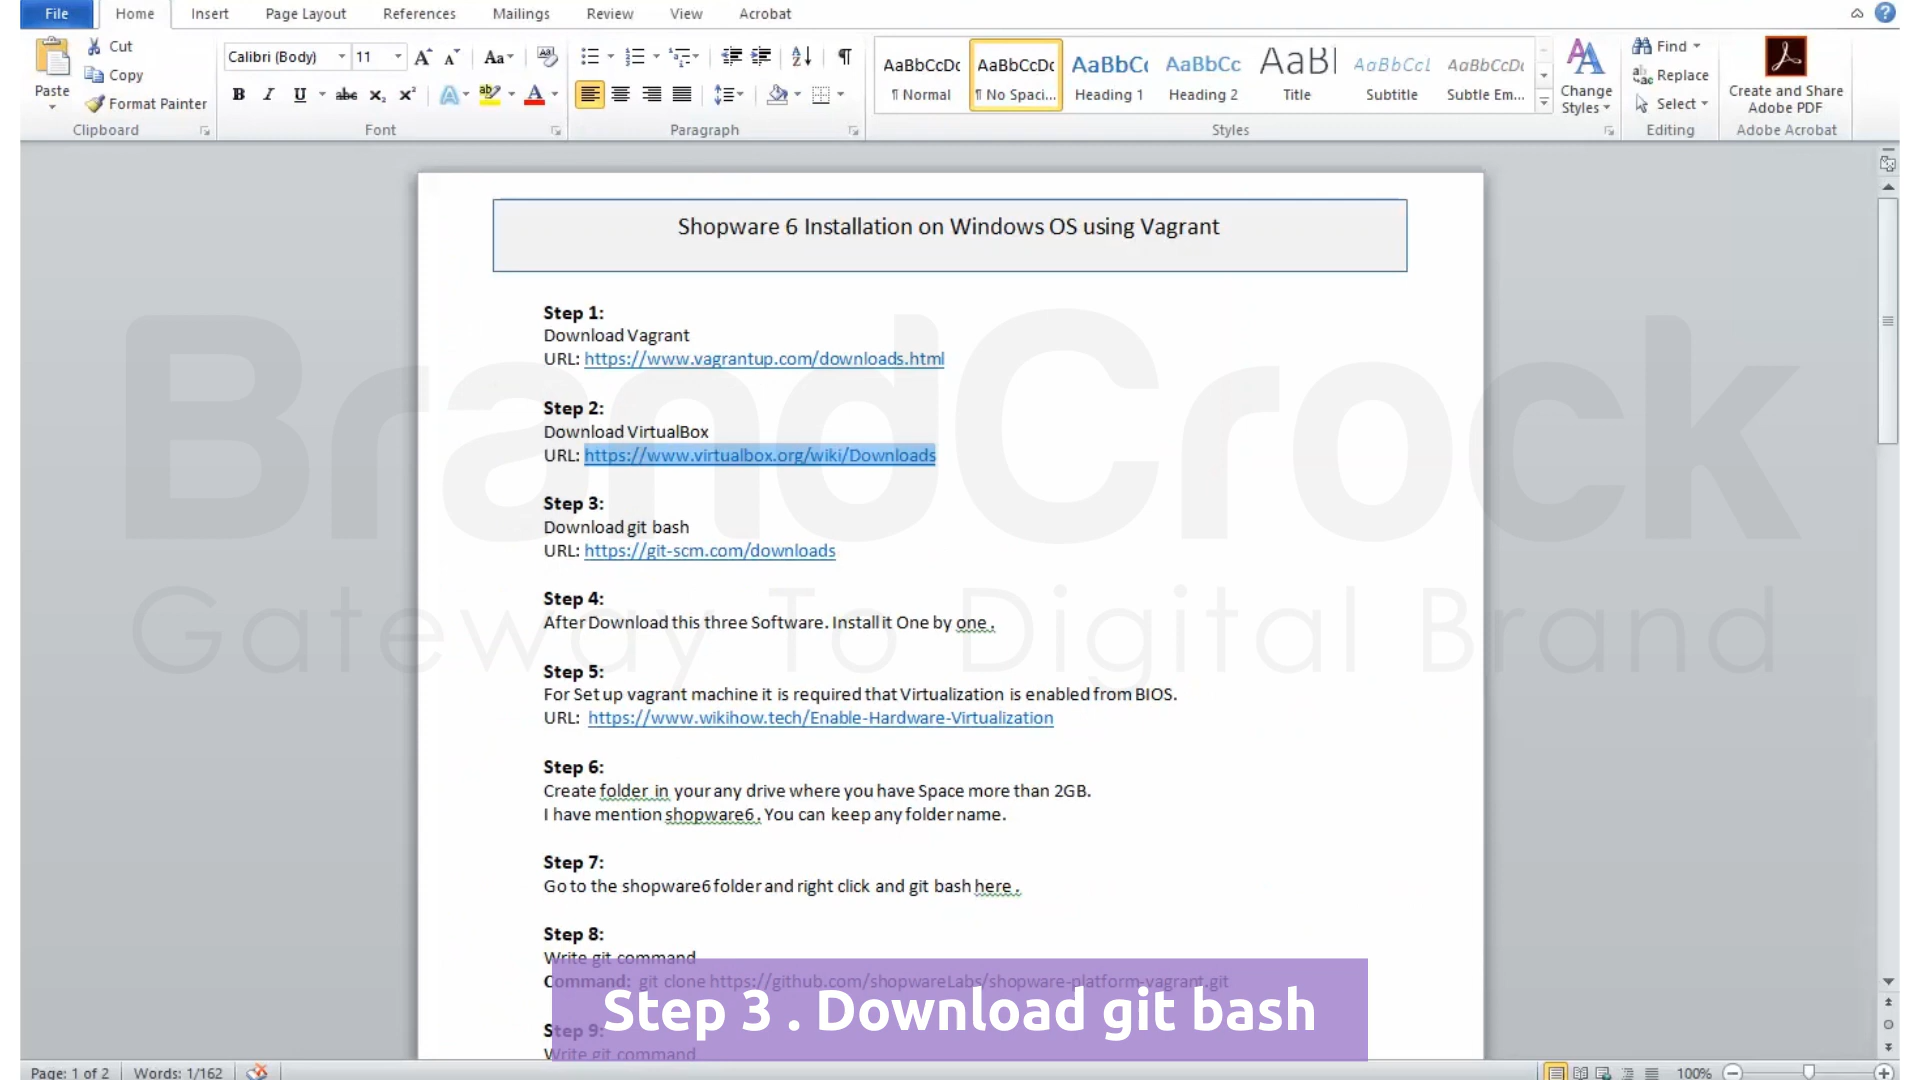 File Home Insert Page Layout References Mailings Review View Acrobat
Paste
Cut
Copy
Format Painter
Clipboard
Calibri (Body) 11
Font
Paragraph
AaBbCcDc AaBbCcDc AaBbC AaBbCc AaB AaBbCcL AaBbCcDc
¶ Normal ¶ No Spaci... Heading 1 Heading 2 Title Subtitle Subtle Em...
Styles
Change
Styles
Find
Replace
Select
Editing
Create and Share
Adobe PDF
Adobe Acrobat
Shopware 6 Installation on Windows OS using Vagrant
Step 1:
Download Vagrant
URL: https://www.vagrantup.com/downloads.html
Step 2:
Download VirtualBox
URL: https://www.virtualbox.org/wiki/Downloads
Step 3:
Download git bash
URL: https://git-scm.com/downloads
Step 4:
After Download this three Software. Install it One by one .
Step 5:
For Set up vagrant machine it is required that Virtualization is enabled from BIOS.
URL: https://www.wikihow.tech/Enable-Hardware-Virtualization
Step 6:
Create folder in your any drive where you have Space more than 2GB.
I have mention shopware6 . You can keep any folder name.
Step 7:
Go to the shopware6 folder and right click and git bash here .
Step 8:
Write git command
Command: git clone https://github.com/shopwareLabs/shopware-platform-vagrant.git
Step 9:
Write git command
Step 3 . Download git bash
BrandCrock
Gateway To Digital Brand
Page: 1 of 2 Words: 1/162 100%